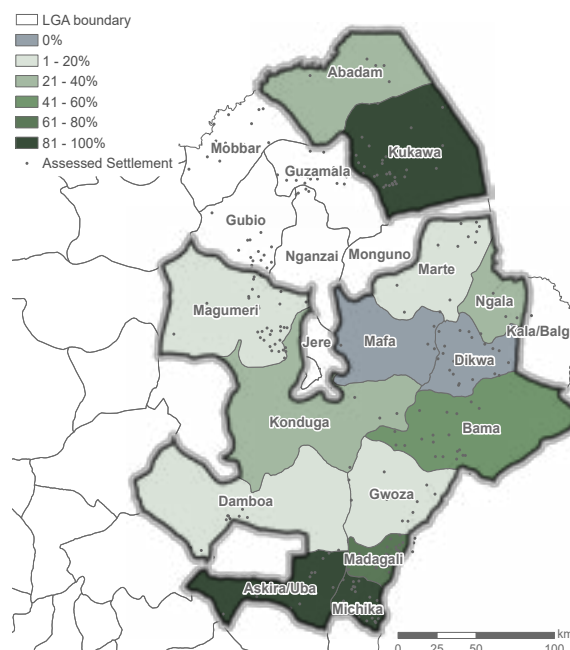 LGA boundary
0%
1 - 20%
21 - 40%
41 - 60%
61 - 80%
81 - 100%
Assessed Settlement
Abadam
Mobbar
Kukawa
Guzamala
Gubio
Nganzai
Monguno
Marte
Magumeri
Ngala
Jere
Mafa
Kala/Balg
Dikwa
Konduga
Bama
Damboa
Gwoza
Madagali
Askira/Uba
Michika
km
0 25 50 100